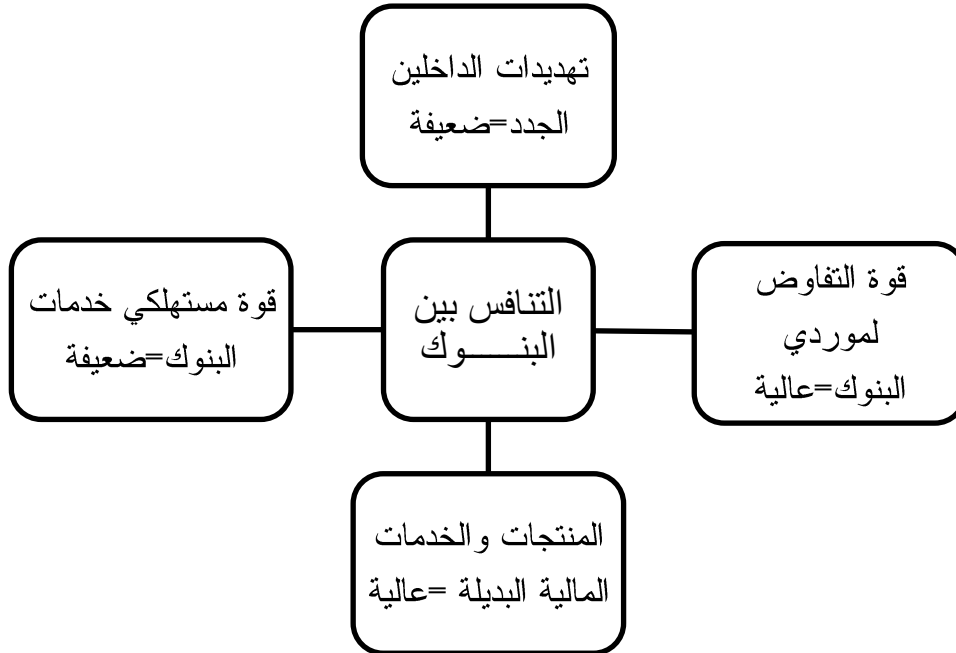 تهديدات الداخلين
الجدد=ضعيفة
قوة التفاوض
لموردي
البنوك=عالية
التنافس بين
البنـــــوك
قوة مستهلكي خدمات
البنوك=ضعيفة
المنتجات والخدمات
المالية البديلة =عالية